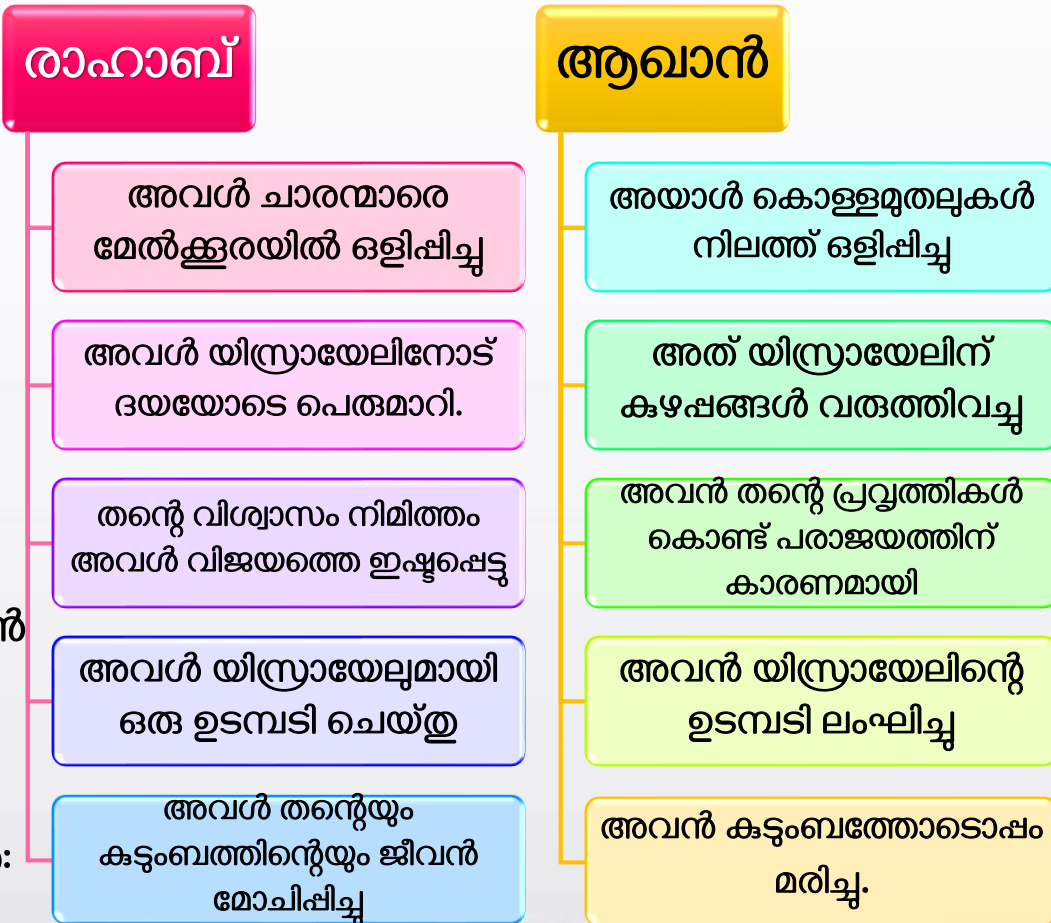 രാഹാബ്
അവൾ ചാരന്മാരെ
മേൽക്കൂരയിൽ ഒളിപ്പിച്ചു
അവൾ യിസ്രായേലിനോട്
ദയയോടെ പെരുമാറി.
തന്റെ വിശ്വാസം നിമിത്തം
അവൾ വിജയത്തെ ഇഷ്ടപ്പെട്ടു
അവൾ യിസ്രായേലുമായി
ഒരു ഉടമ്പടി ചെയ്തു
അവൾ തന്റെയും
കുടുംബത്തിന്റെയും ജീവൻ
മോചിപ്പിച്ചു
ആഖാൻ
അയാൾ കൊള്ളമുതലുകൾ
നിലത്ത് ഒളിപ്പിച്ചു
അത് യിസ്രായേലിന്
കുഴപ്പങ്ങൾ വരുത്തിവച്ചു
അവൻ തന്റെ പ്രവൃത്തികൾ
കൊണ്ട് പരാജയത്തിന്
കാരണമായി
അവൻ യിസ്രായേലിന്റെ
ഉടമ്പടി ലംഘിച്ചു
അവൻ കുടുംബത്തോടൊപ്പം
മരിച്ചു.